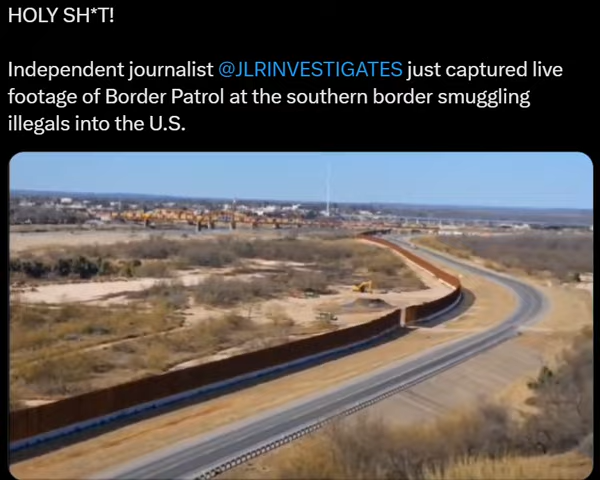 HOLY SH*T!
Independent journalist @JLRINVESTIGATES just captured live
footage of Border Patrol at the southern border smuggling
illegals into the U.S.